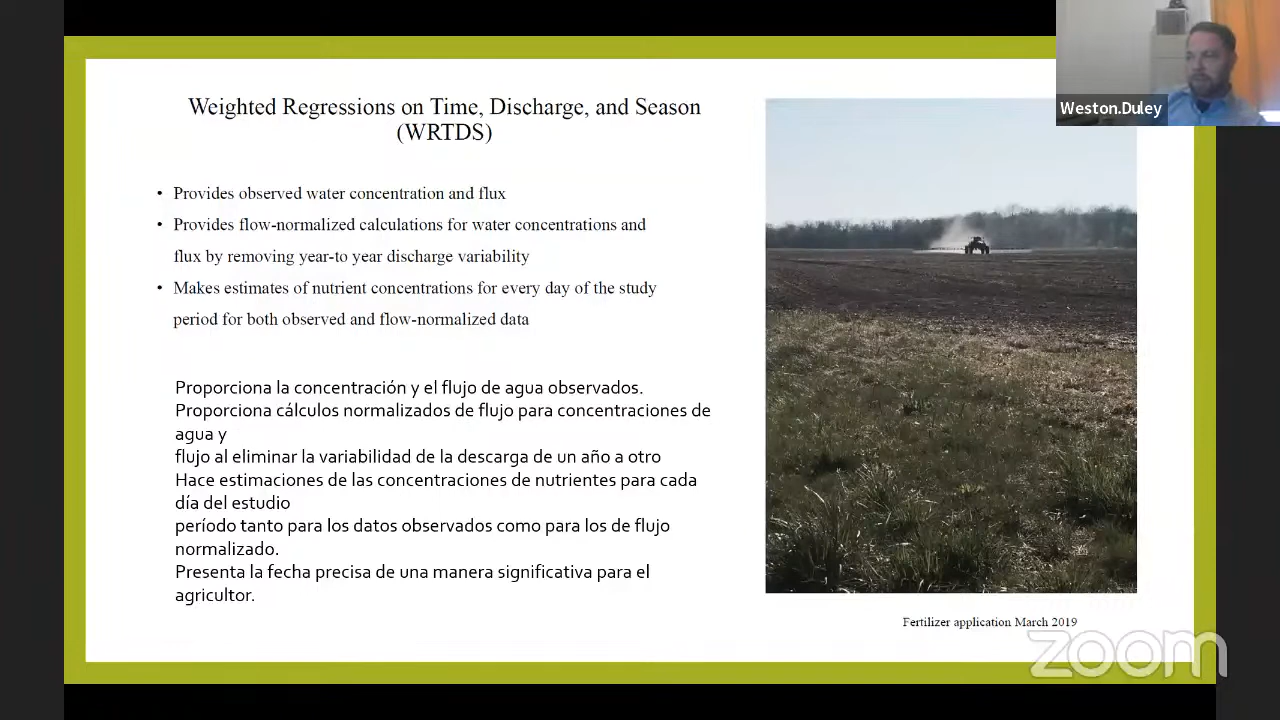 Weighted Regressions on Time, Discharge, and Season
(WRTDS)
• Provides observed water concentration and flux
• Provides flow-normalized calculations for water concentrations and
flux by removing year-to year discharge variability
• Makes estimates of nutrient concentrations for every day of the study
period for both observed and flow-normalized data
Proporciona la concentración y el flujo de agua observados.
Proporciona cálculos normalizados de flujo para concentraciones de
agua y
flujo al eliminar la variabilidad de la descarga de un año a otro
Hace estimaciones de las concentraciones de nutrientes para cada
día del estudio
período tanto para los datos observados como para los de flujo
normalizado.
Presenta la fecha precisa de una manera significativa para el
agricultor.
Fertilizer application March 2019
Weston.Duley
zoom